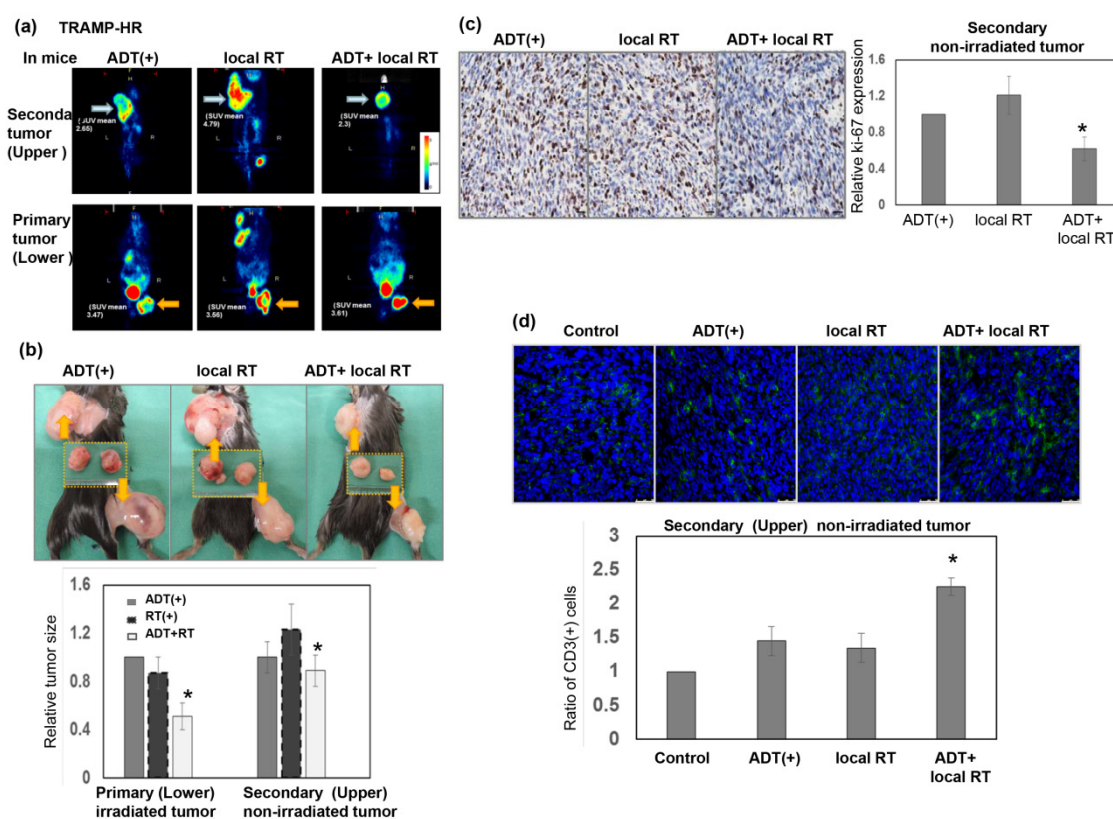 (a) TRAMP-HR
In mice ADT(+) local RT ADT+ local RT
Seconda
tumor
(Upper )
(SUV mean
2.65)
(SUV mean
4.79)
(SUV mean
2.3)
H
L R
Primary
tumor
(Lower )
H
L R
(SUV mean
3.47)
(SUV mean
3.56)
(SUV mean
3.61)
(b)
ADT(+) local RT ADT+ local RT
Relative tumor size
1.6
1.2
0.8
0.4
0
ADT(+)
RT(+)
ADT+RT
* *
Primary (Lower)
irradiated tumor
Secondary (Upper)
non-irradiated tumor
(c)
ADT(+) local RT ADT+ local RT
Secondary
non-irradiated tumor
Relative ki-67 expression
1.6
1.2
0.8
0.4
0
*
ADT(+) local RT ADT+
local RT
(d)
Control ADT(+) local RT ADT+ local RT
Secondary (Upper) non-irradiated tumor
Ratio of CD3(+) cells
3
2.5
2
1.5
1
0.5
0
*
Control ADT(+) local RT ADT+
local RT